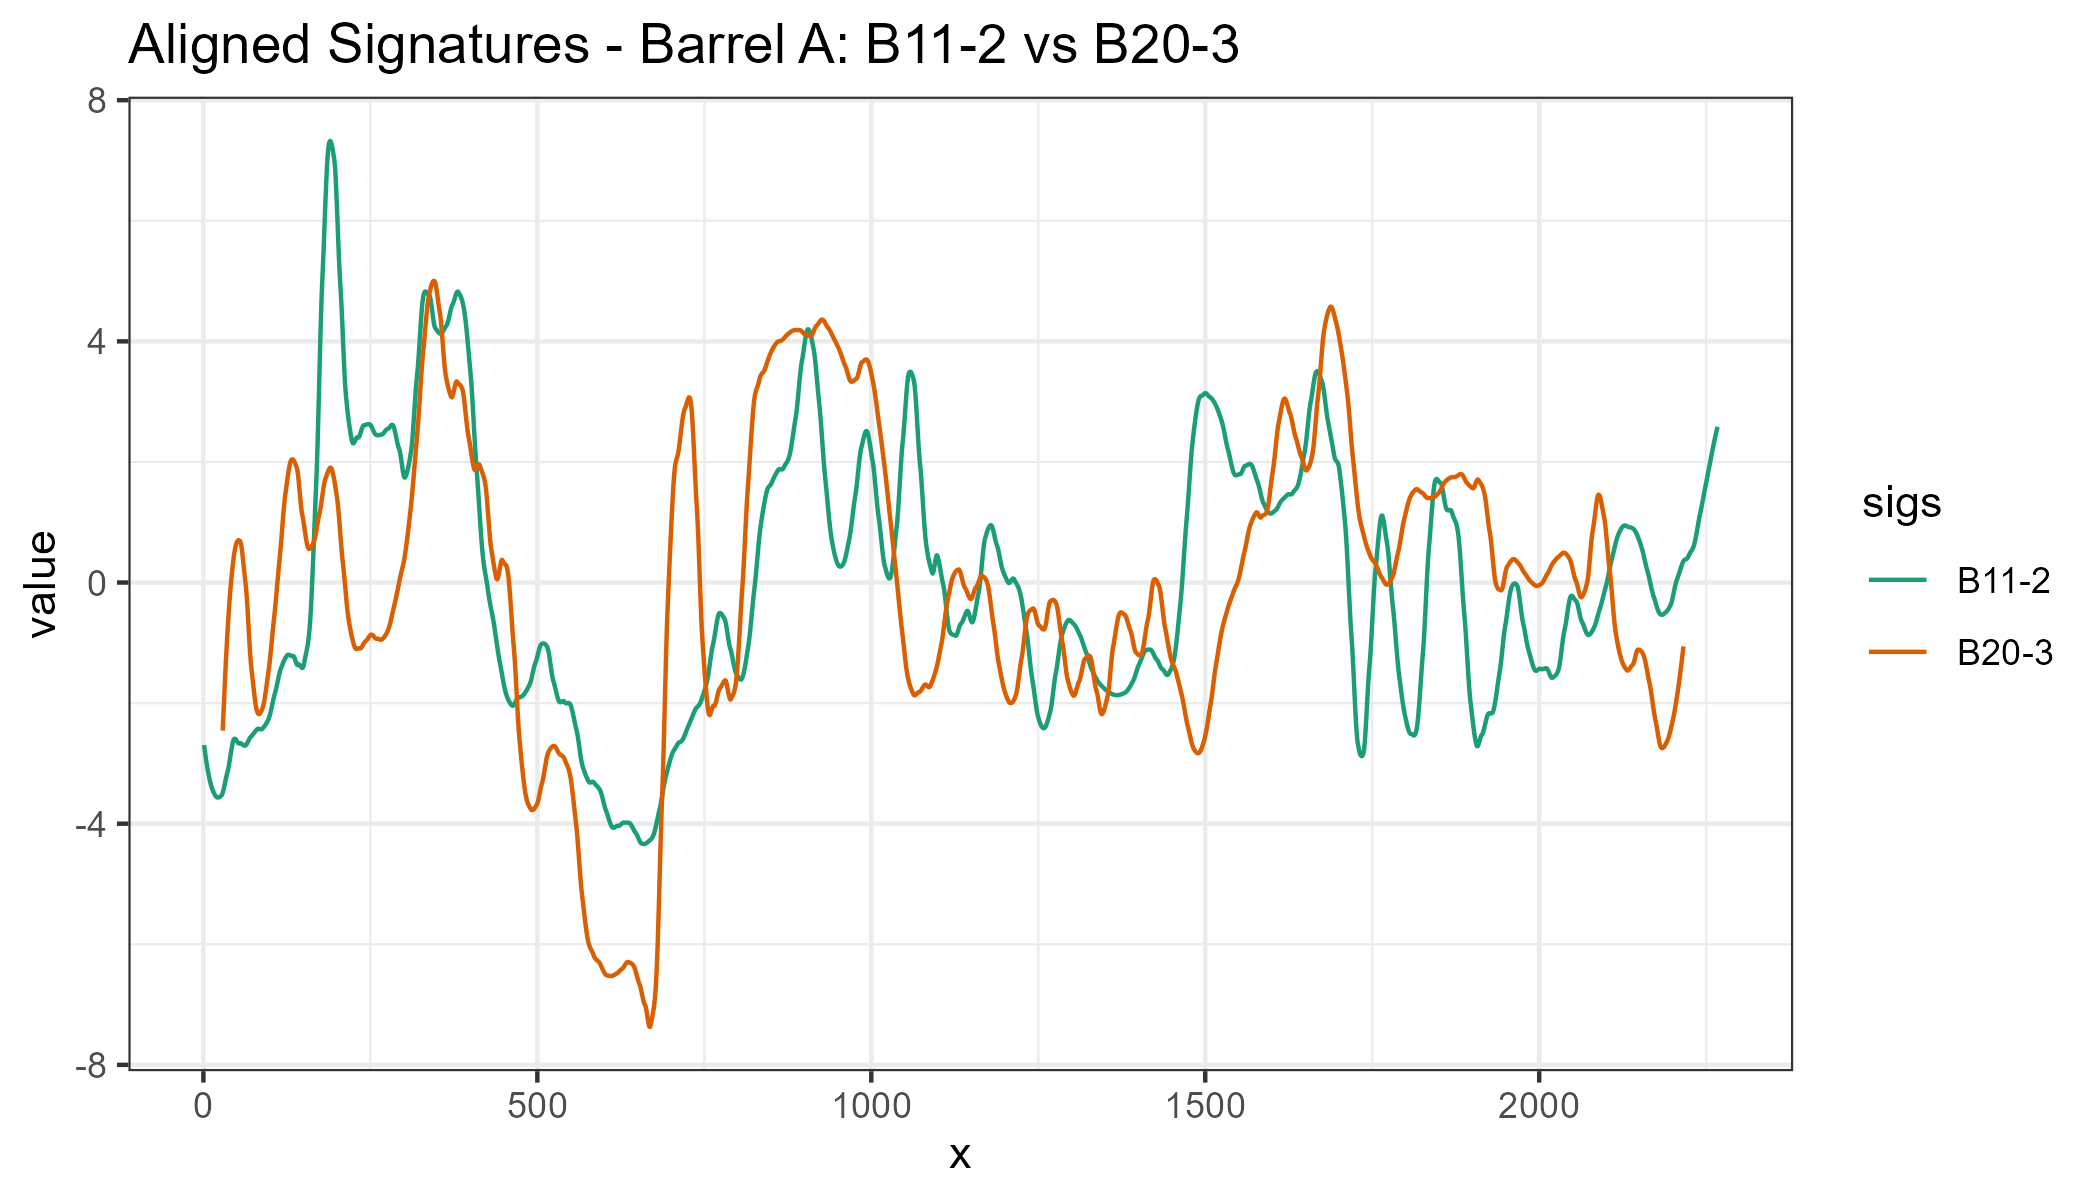 Aligned Signatures - Barrel A: B11-2 vs B20-3
8
4
0
-4
-8
value
0 500 1000 1500 2000
x
sigs
B11-2
B20-3